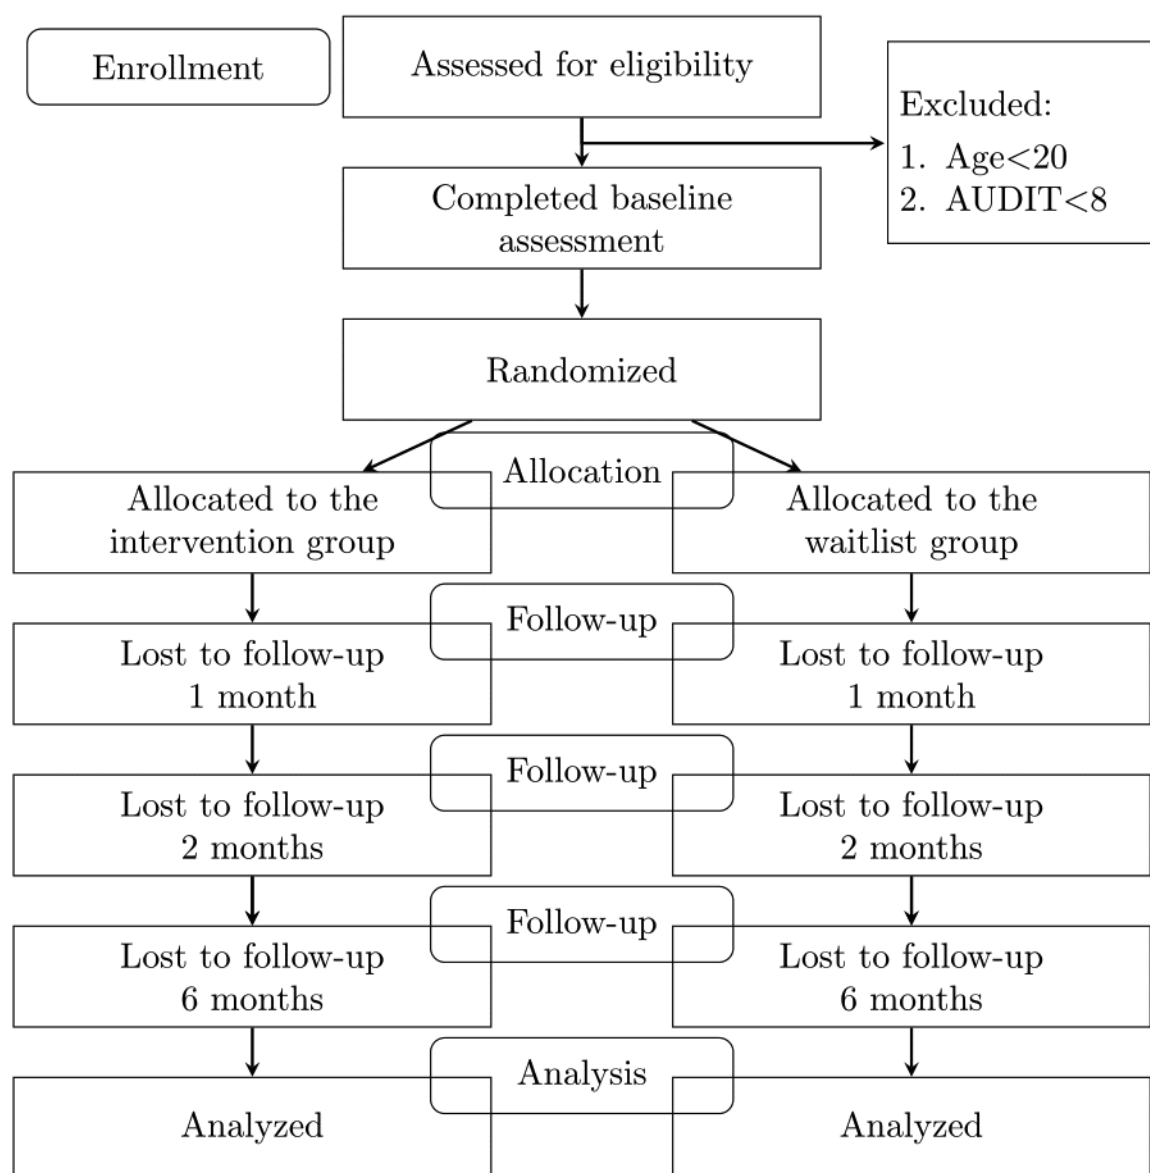 Enrollment
Assessed for eligibility
Excluded:
1. Age<20
2. AUDIT<8
Completed baseline
assessment
Randomized
Allocation
Allocated to the
intervention group
Allocated to the
waitlist group
Follow-up
Lost to follow-up
1 month
Lost to follow-up
1 month
Follow-up
Lost to follow-up
2 months
Lost to follow-up
2 months
Follow-up
Lost to follow-up
6 months
Lost to follow-up
6 months
Analysis
Analyzed
Analyzed